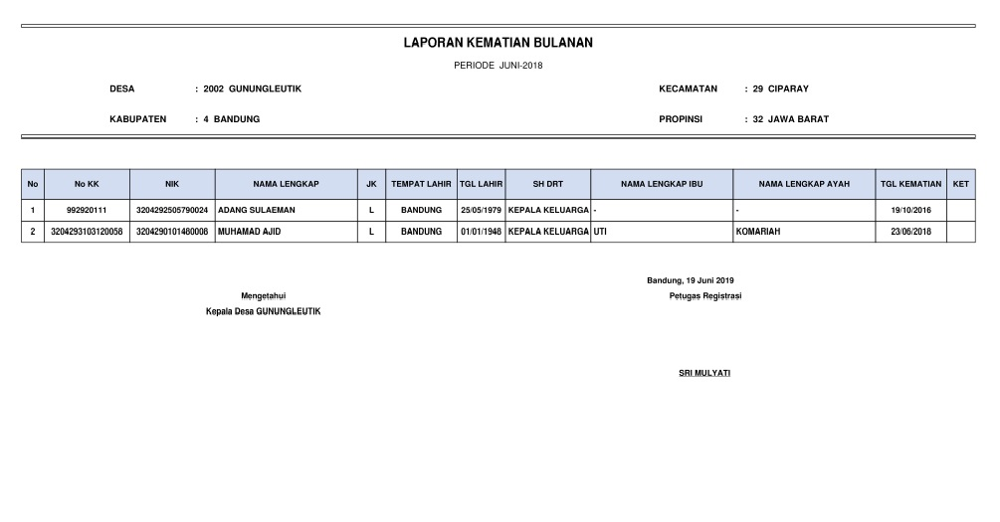 LAPORAN KEMATIAN BULANAN
PERIODE JUNI-2018
DESA : 2002 GUNUNGLEUTIK KECAMATAN : 29 CIPARAY
KABUPATEN : 4 BANDUNG PROPINSI : 32 JAWA BARAT
No No KK NIK NAMA LENGKAP JK TEMPAT LAHIR TGL LAHIR SH DRT NAMA LENGKAP IBU NAMA LENGKAP AYAH TGL KEMATIAN KET
1 992920111 3204292505790024 ADANG SULAEMAN L BANDUNG 25/05/1979 KEPALA KELUARGA - - 19/10/2016
2 3204293103120058 3204290101480008 MUHAMAD AJID L BANDUNG 01/01/1948 KEPALA KELUARGA UTI KOMARIAH 23/06/2018
Bandung, 19 Juni 2019
Mengetahui Petugas Registrasi
Kepala Desa GUNUNGLEUTIK
SRI MULYATI